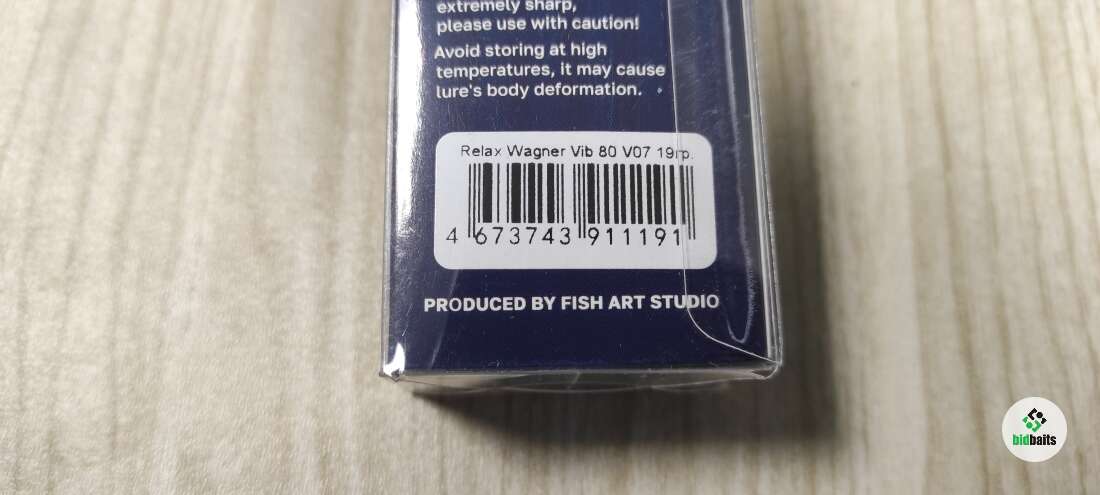 extremely sharp,
please use with caution!
Avoid storing at high
temperatures, it may cause
lure's body deformation.
Relax Wagner Vib 80 V07 19гр.
4 673743 911191
PRODUCED BY FISH ART STUDIO
bidbaits